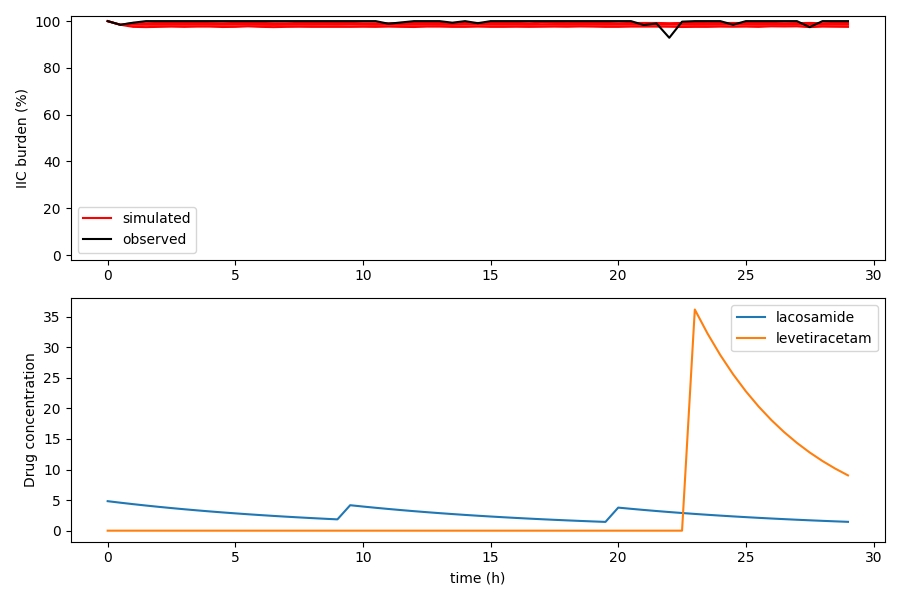 100
80
60
40
20
0
IIC burden (%)
simulated
observed
0 5 10 15 20 25 30
35
30
25
20
15
10
5
0
Drug concentration
lacosamide
levetiracetam
0 5 10 15 20 25 30
time (h)